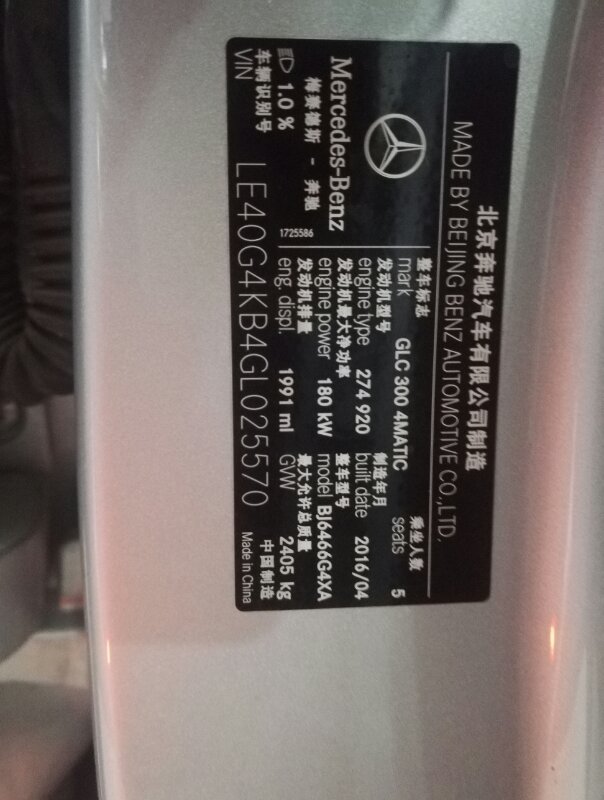 北京奔驰汽车有限公司制造
MADE BY BEIJING BENZ AUTOMOTIVE CO.,LTD.
Mercedes-Benz
梅赛德斯 - 奔驰
1.0 %
1725586
整车标志 乘坐人数
mark GLC 300 4MATIC seats 5
发动机型号 制造年月
engine type 274 920 built date 2016/04
发动机最大净功率 整车型号
engine power 180 kW model BJ6466G4XA
发动机排量 最大允许总质量
eng. displ. 1991 ml GVW 2405 kg
车辆识别号 中国制造
VIN LE40G4KB4GL025570 Made in China